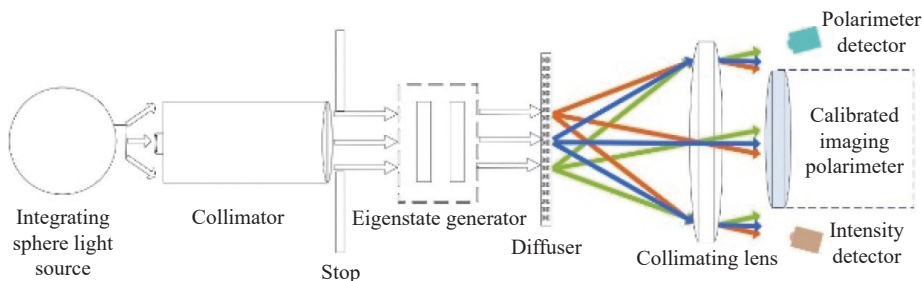 Polarimeter
detector
Calibrated
imaging
polarimeter
Integrating
sphere light
source
Collimator
Stop
Eigenstate generator
Diffuser
Collimating lens
Intensity
detector